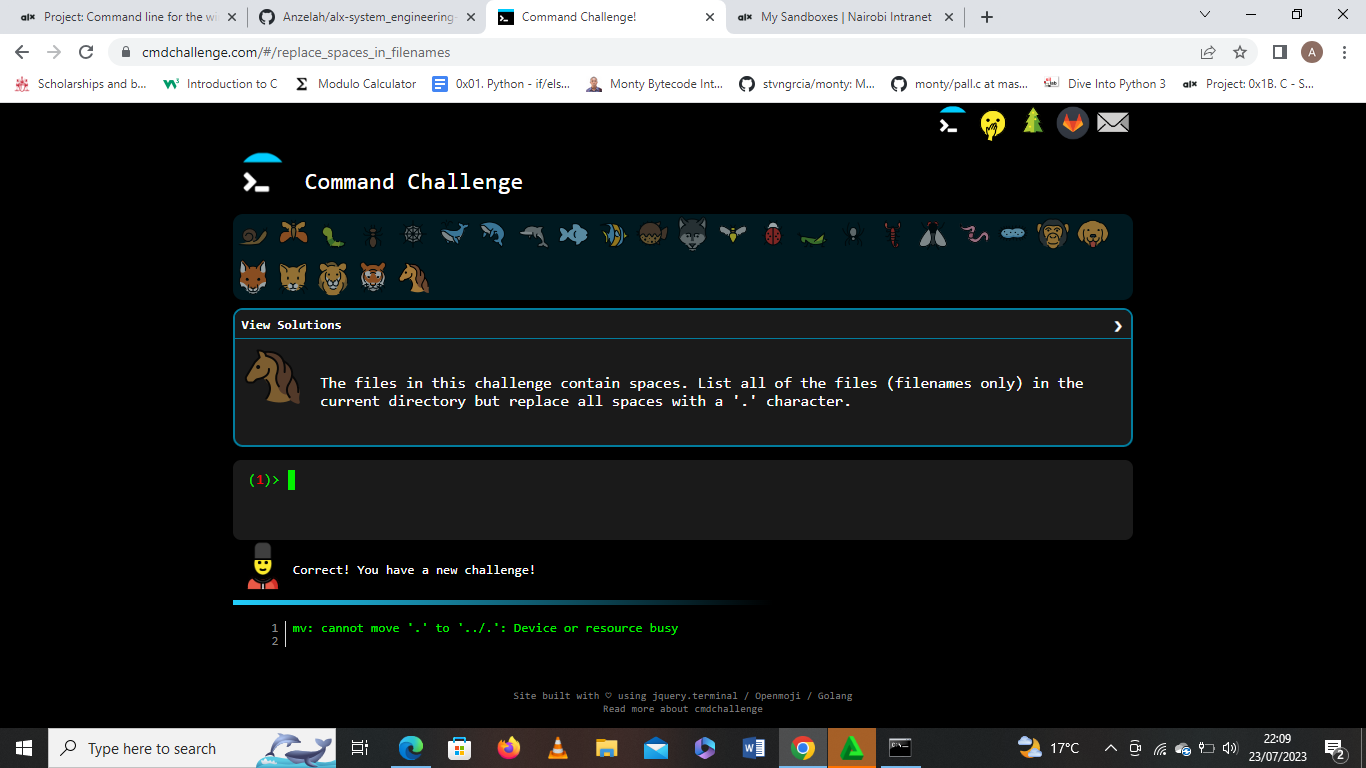 Project: Command line for the wi
Anzelah/alx-system_engineering-
Command Challenge!
My Sandboxes | Nairobi Intranet
cmdchallenge.com/#/replace_spaces_in_filenames
A
Scholarships and b...
Introduction to C
Modulo Calculator
0x01. Python - if/els...
Monty Bytecode Int...
stvngrcia/monty: M...
monty/pall.c at mas...
Dive Into Python 3
Project: 0x1B. C - S...
Command Challenge
View Solutions
The files in this challenge contain spaces. List all of the files (filenames only) in the
current directory but replace all spaces with a '.' character.
(1)>
Correct! You have a new challenge!
1 mv: cannot move '.' to '../.': Device or resource busy
2
Site built with ♡ using jquery.terminal / Openmoji / Golang
Read more about cmdchallenge
Type here to search
17°C
22:09
23/07/2023
2